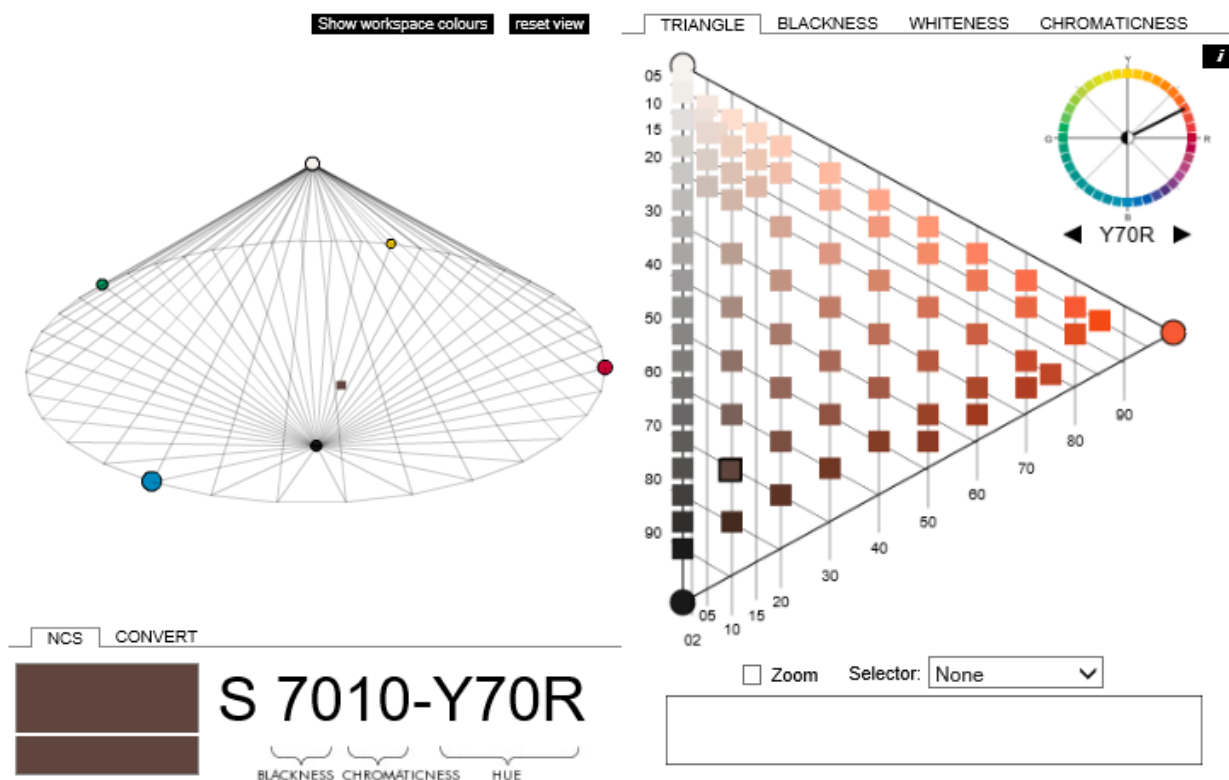 Show workspace colours reset view
TRIANGLE BLACKNESS WHITENESS CHROMATICNESS
i
05
10
15
20
30
40
50
60
70
80
90
Y
G
R
B
Y70R
90
80
70
60
50
40
30
20
15
10
05
02
NCS CONVERT
S 7010-Y70R
BLACKNESS CHROMATICNESS HUE
Zoom Selector: None